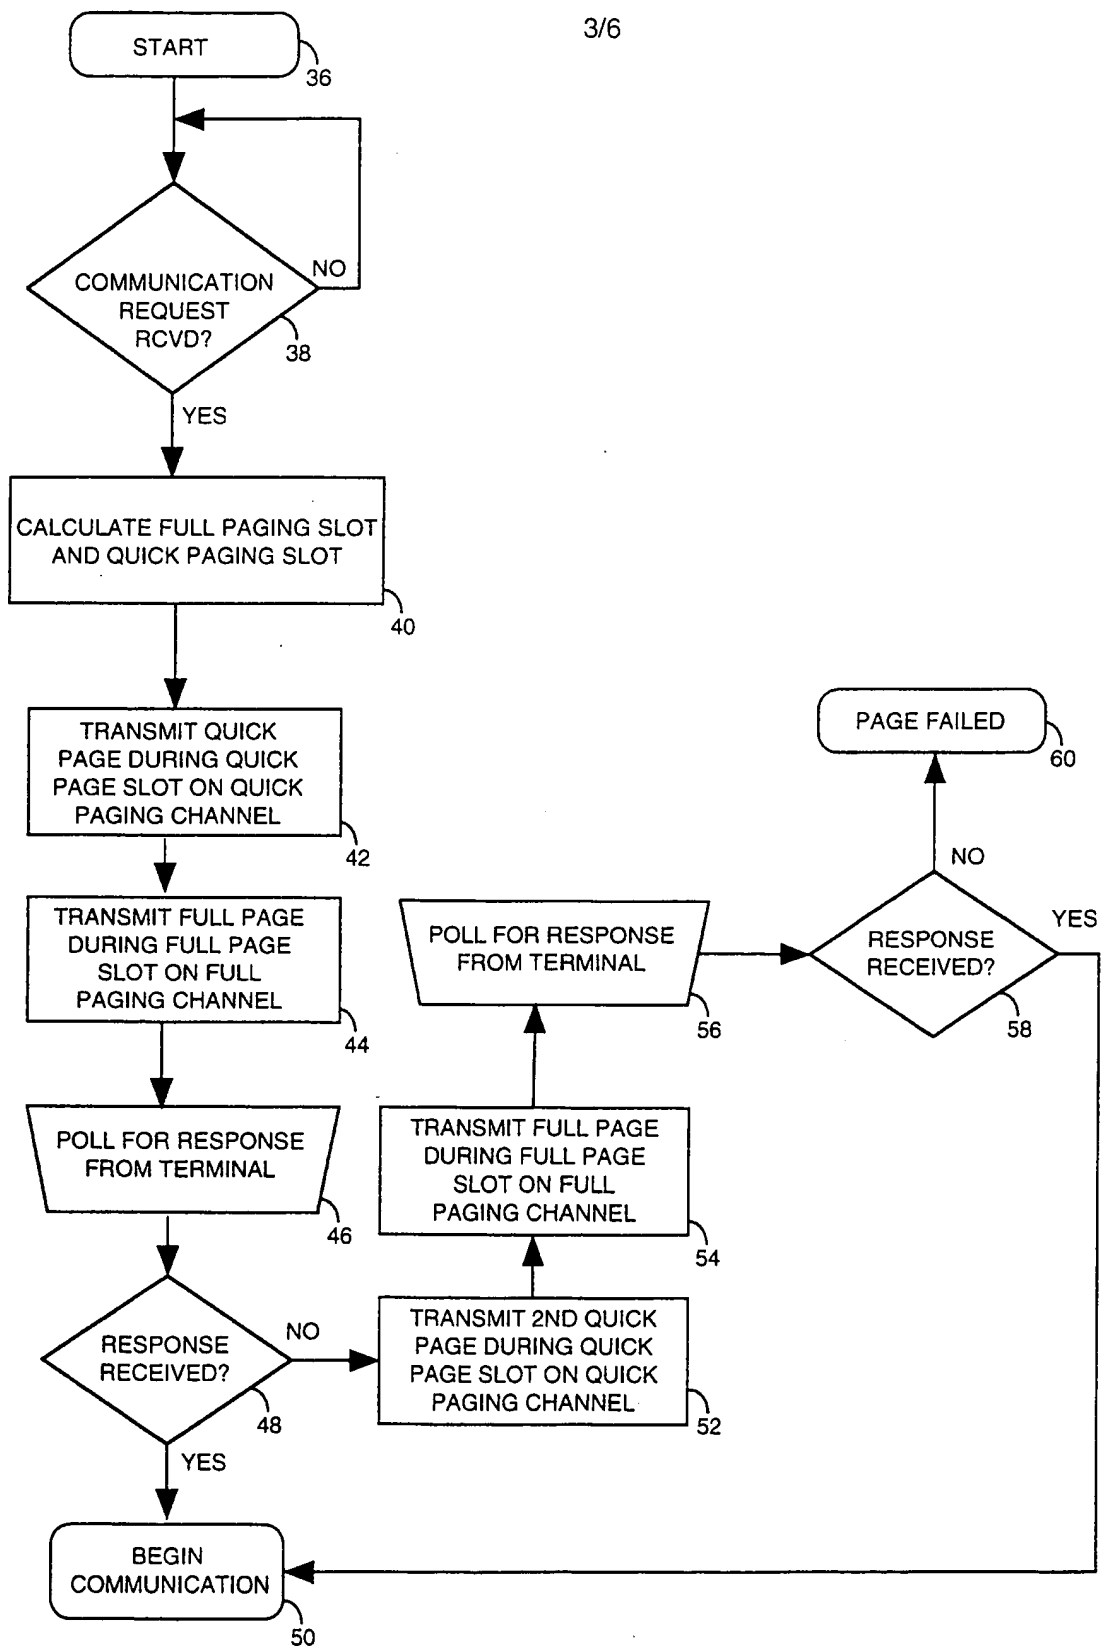 3/6
START
36
NO
COMMUNICATION
REQUEST
RCVD?
38
YES
CALCULATE FULL PAGING SLOT
AND QUICK PAGING SLOT
40
TRANSMIT QUICK
PAGE DURING QUICK
PAGE SLOT ON QUICK
PAGING CHANNEL
42
TRANSMIT FULL PAGE
DURING FULL PAGE
SLOT ON FULL
PAGING CHANNEL
44
POLL FOR RESPONSE
FROM TERMINAL
46
RESPONSE
RECEIVED?
48
NO
YES
BEGIN
COMMUNICATION
50
TRANSMIT 2ND QUICK
PAGE DURING QUICK
PAGE SLOT ON QUICK
PAGING CHANNEL
52
TRANSMIT FULL PAGE
DURING FULL PAGE
SLOT ON FULL
PAGING CHANNEL
54
POLL FOR RESPONSE
FROM TERMINAL
56
RESPONSE
RECEIVED?
58
YES
NO
PAGE FAILED
60